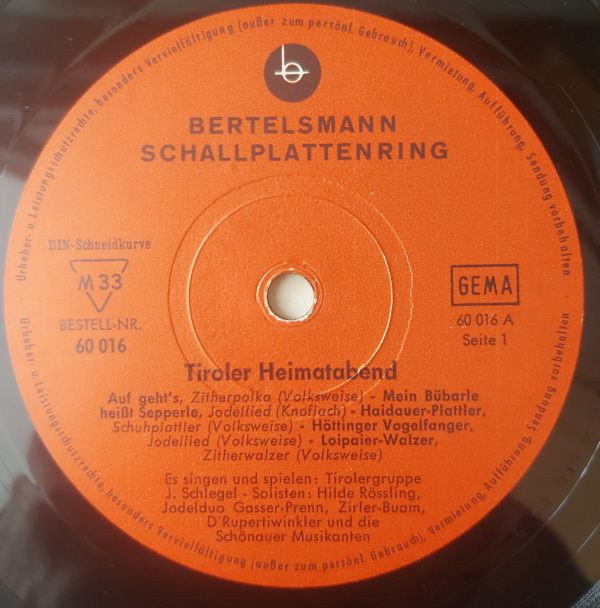 Urheber- u. Leistungsschutzrechte, besonders Vervielfältigung (außer zum persönl. Gebrauch), Vermietung, Aufführung, Sendung vorbehalten
b
BERTELSMANN
SCHALLPLATTENRING
DIN-Schneidkurve
M 33
BESTELL-NR.
60 016
GEMA
60 016 A
Seite 1
Tiroler Heimatabend
Auf geht's, Zitherpolka (Volksweise) - Mein Bübarle
heißt Sepperle, Jodellied (Knoflach) - Haidauer-Plattler,
Schuhplattler (Volksweise) - Höttinger Vogelfanger,
Jodellied (Volksweise) - Loipaier-Walzer,
Zitherwalzer (Volksweise)
Es singen und spielen: Tirolergruppe
J. Schlegel - Solisten: Hilde Rössling,
Jodelduo Gasser-Prenn, Zirler-Buam,
D'Rupertiwinkler und die
Schönauer Musikanten
Urheber- u. Leistungsschutzrechte, besonders Vervielfältigung (außer zum persönl. Gebrauch), Vermietung, Aufführung, Sendung vorbehalten